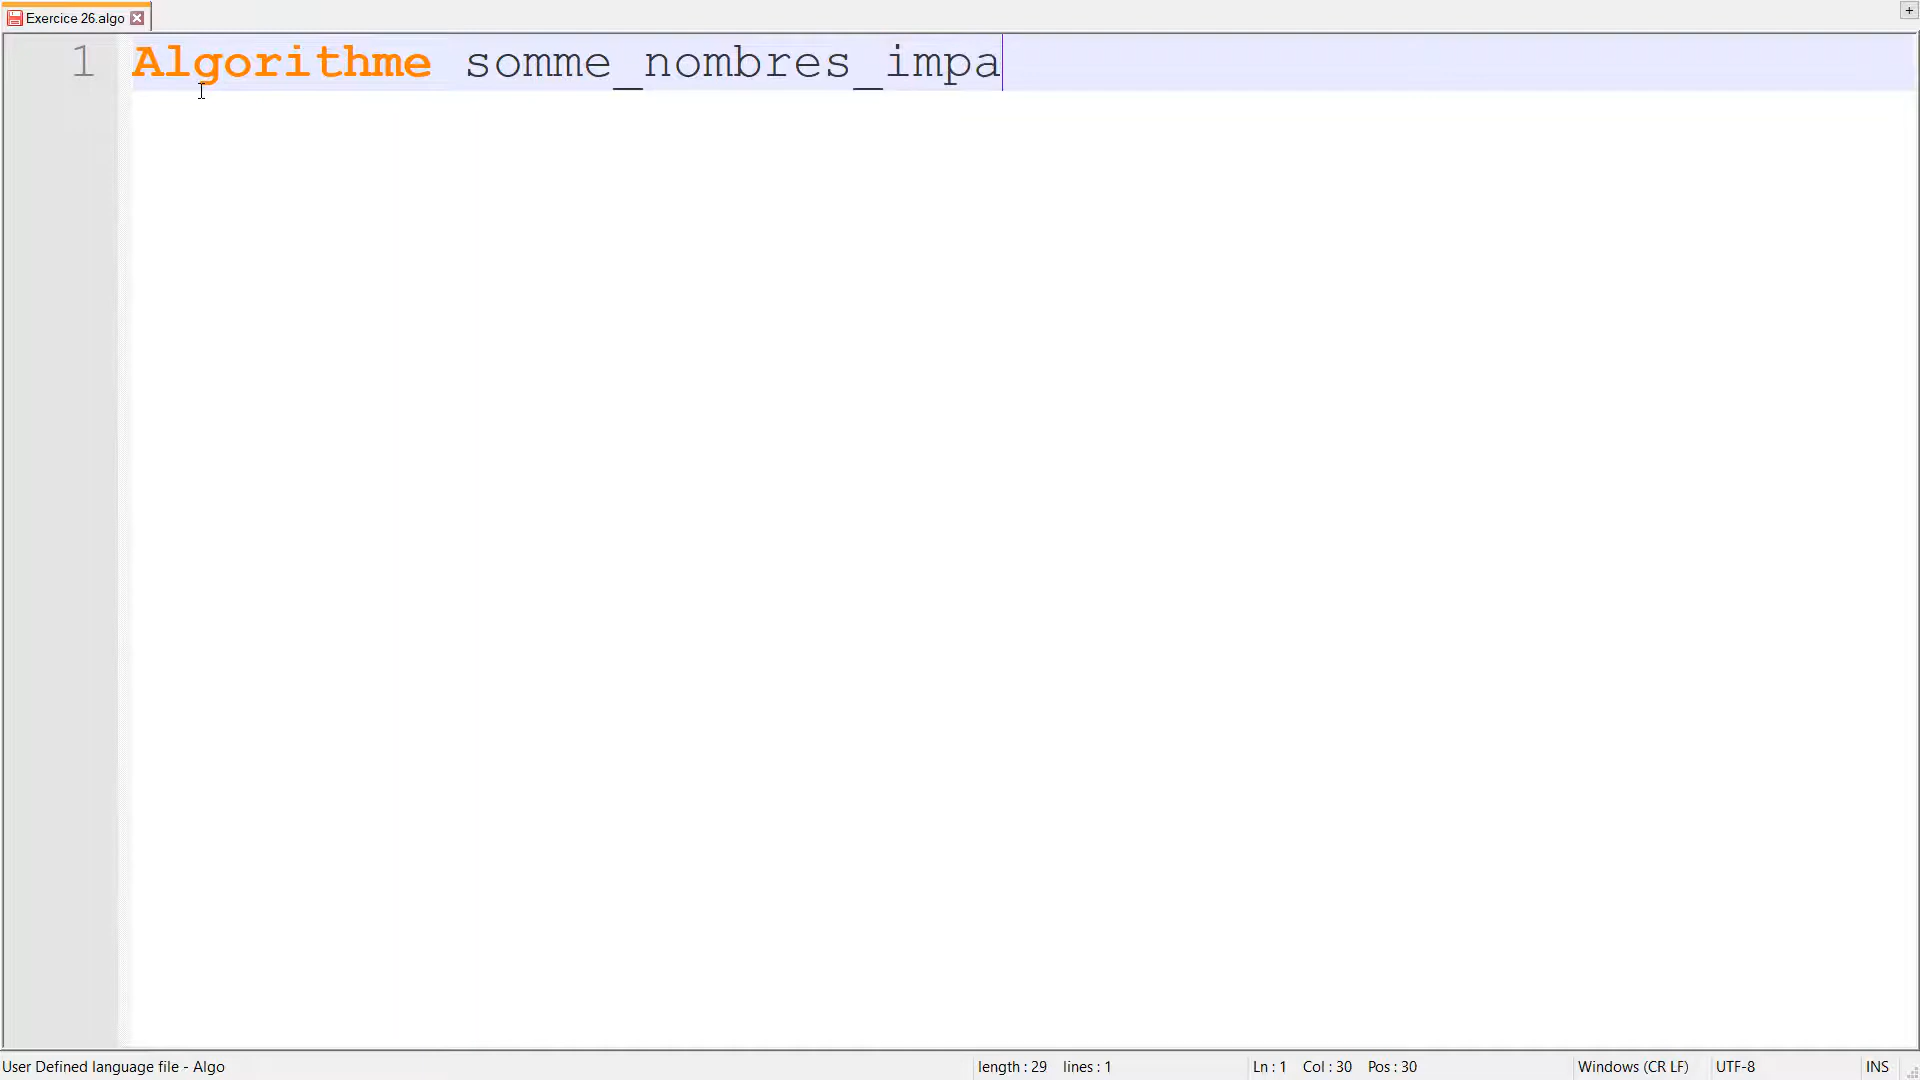 Exercice 26.algo
1 Algorithme somme_nombres_impa
User Defined language file - Algo length : 29 lines : 1 Ln : 1 Col : 30 Pos : 30 Windows (CR LF) UTF-8 INS